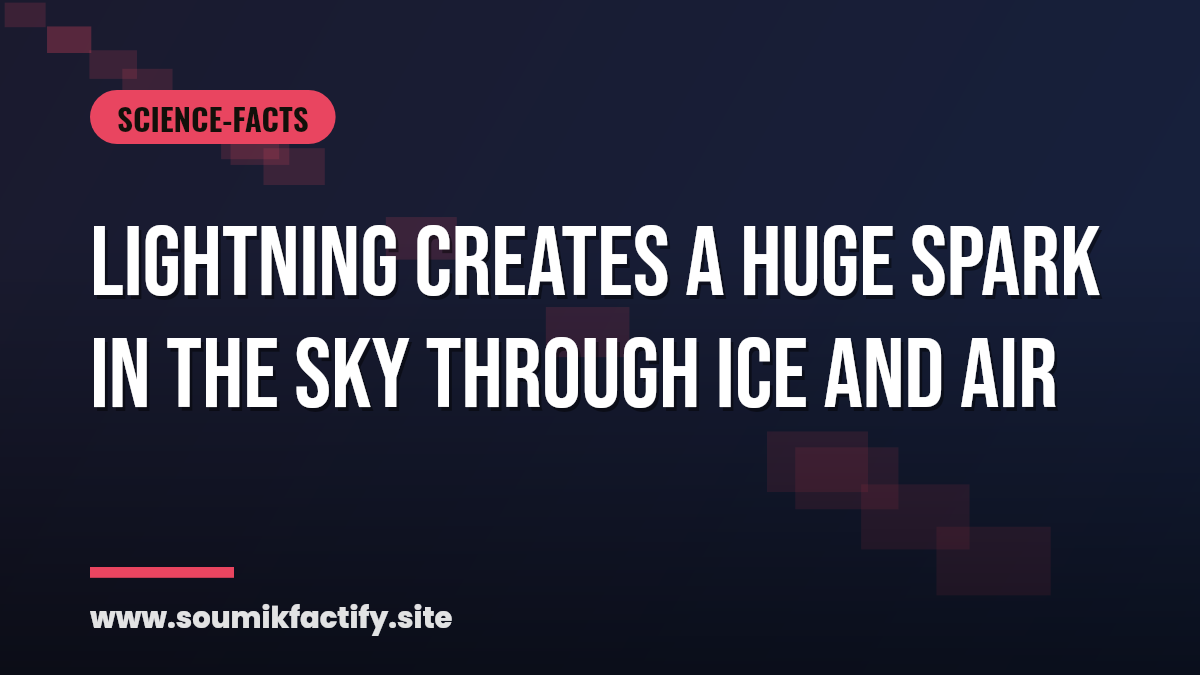 SCIENCE-FACTS
LIGHTNING CREATES A HUGE SPARK
IN THE SKY THROUGH ICE AND AIR
www.soumikfactify.site